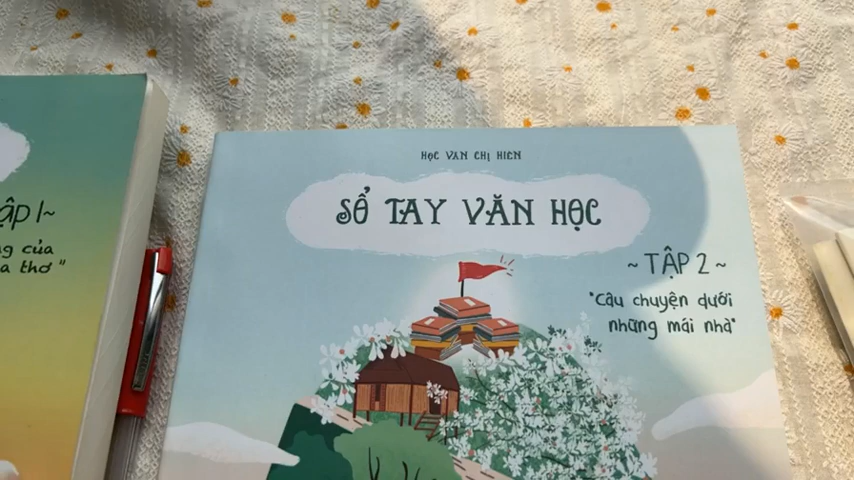 ập 1~
g của
a thơ "
HỌC VĂN CHỊ HIÊN
SỔ TAY VĂN HỌC
~ TẬP 2 ~
"Câu chuyện dưới
những mái nhà"